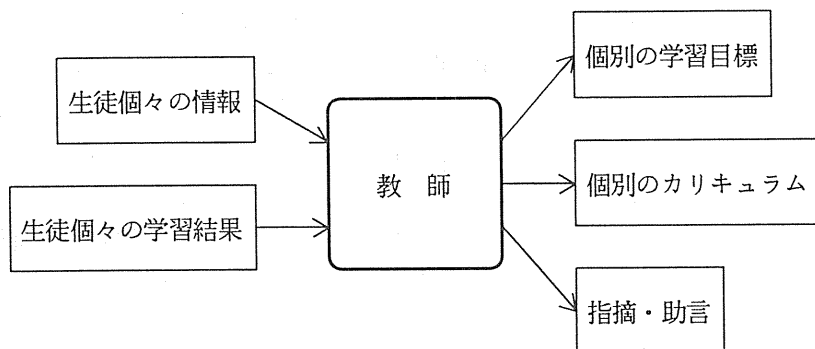 生徒個々の情報
生徒個々の学習結果
教 師
個別の学習目標
個別のカリキュラム
指摘・助言